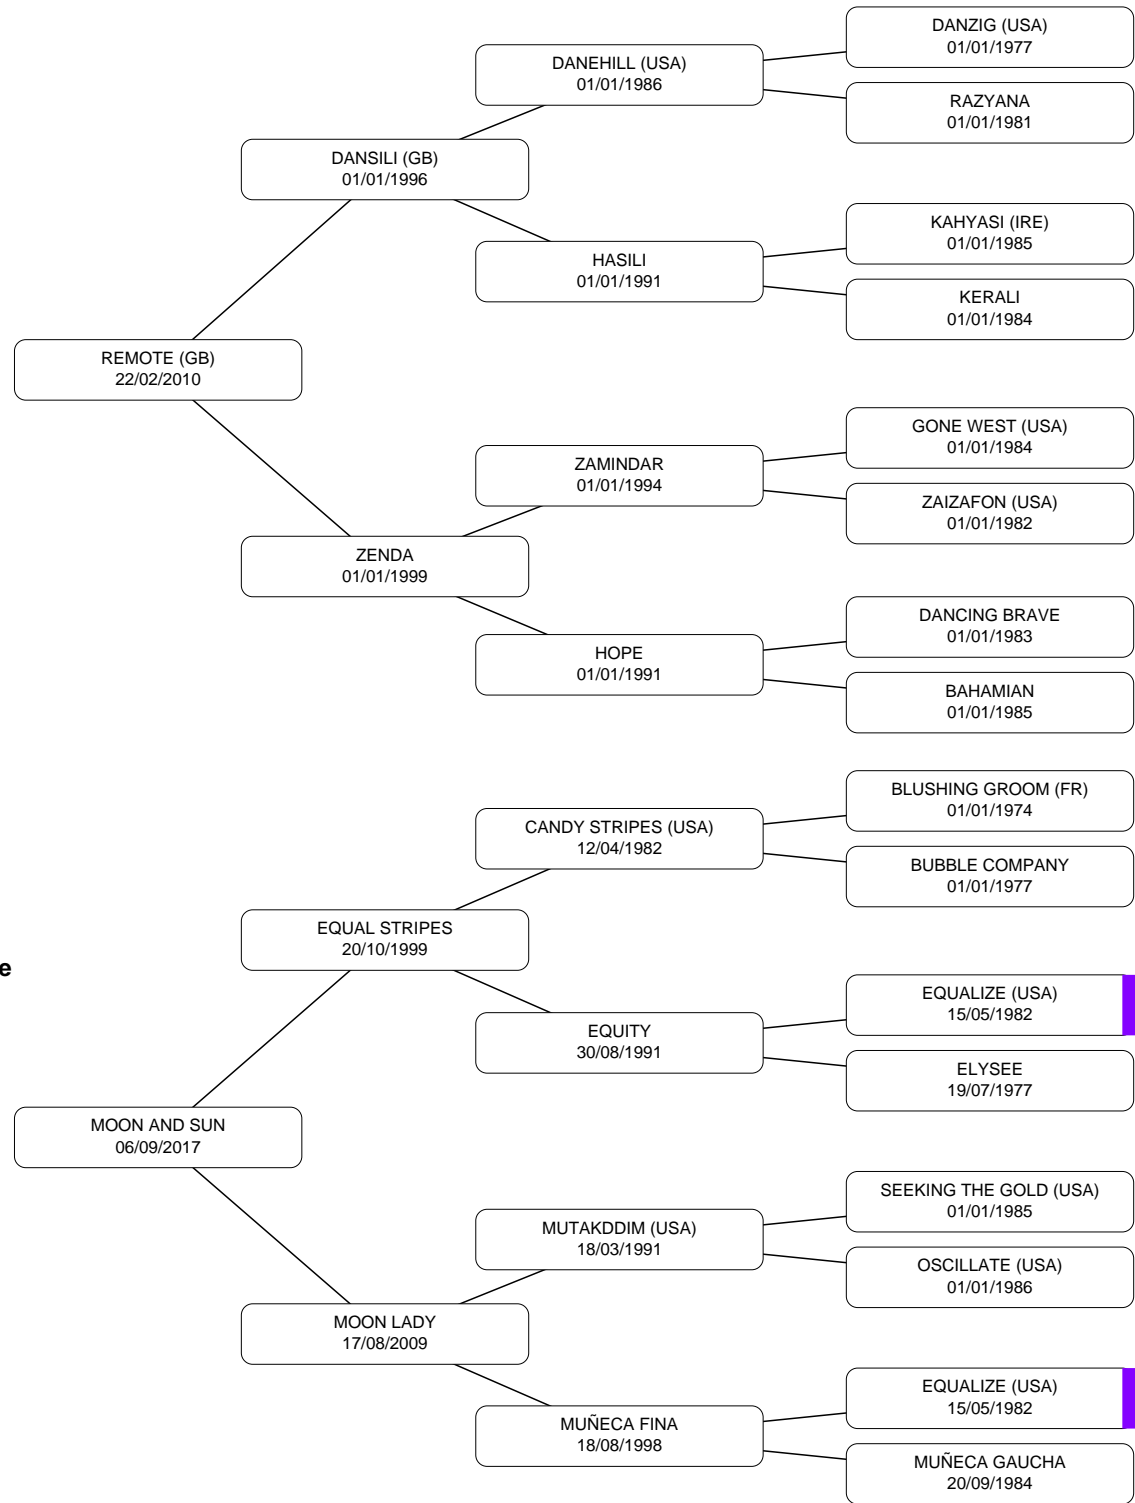 DANZIG (USA)
01/01/1977
DANEHILL (USA)
01/01/1986
RAZYANA
01/01/1981
DANSILI (GB)
01/01/1996
KAHYASI (IRE)
01/01/1985
HASILI
01/01/1991
KERALI
01/01/1984
REMOTE (GB)
22/02/2010
GONE WEST (USA)
01/01/1984
ZAMINDAR
01/01/1994
ZAIZAFON (USA)
01/01/1982
ZENDA
01/01/1999
DANCING BRAVE
01/01/1983
HOPE
01/01/1991
BAHAMIAN
01/01/1985
BLUSHING GROOM (FR)
01/01/1974
CANDY STRIPES (USA)
12/04/1982
BUBBLE COMPANY
01/01/1977
EQUAL STRIPES
20/10/1999
e
EQUALIZE (USA)
15/05/1982
EQUITY
30/08/1991
ELYSEE
19/07/1977
MOON AND SUN
06/09/2017
SEEKING THE GOLD (USA)
01/01/1985
MUTAKDDIM (USA)
18/03/1991
OSCILLATE (USA)
01/01/1986
MOON LADY
17/08/2009
EQUALIZE (USA)
15/05/1982
MUÑECA FINA
18/08/1998
MUÑECA GAUCHA
20/09/1984